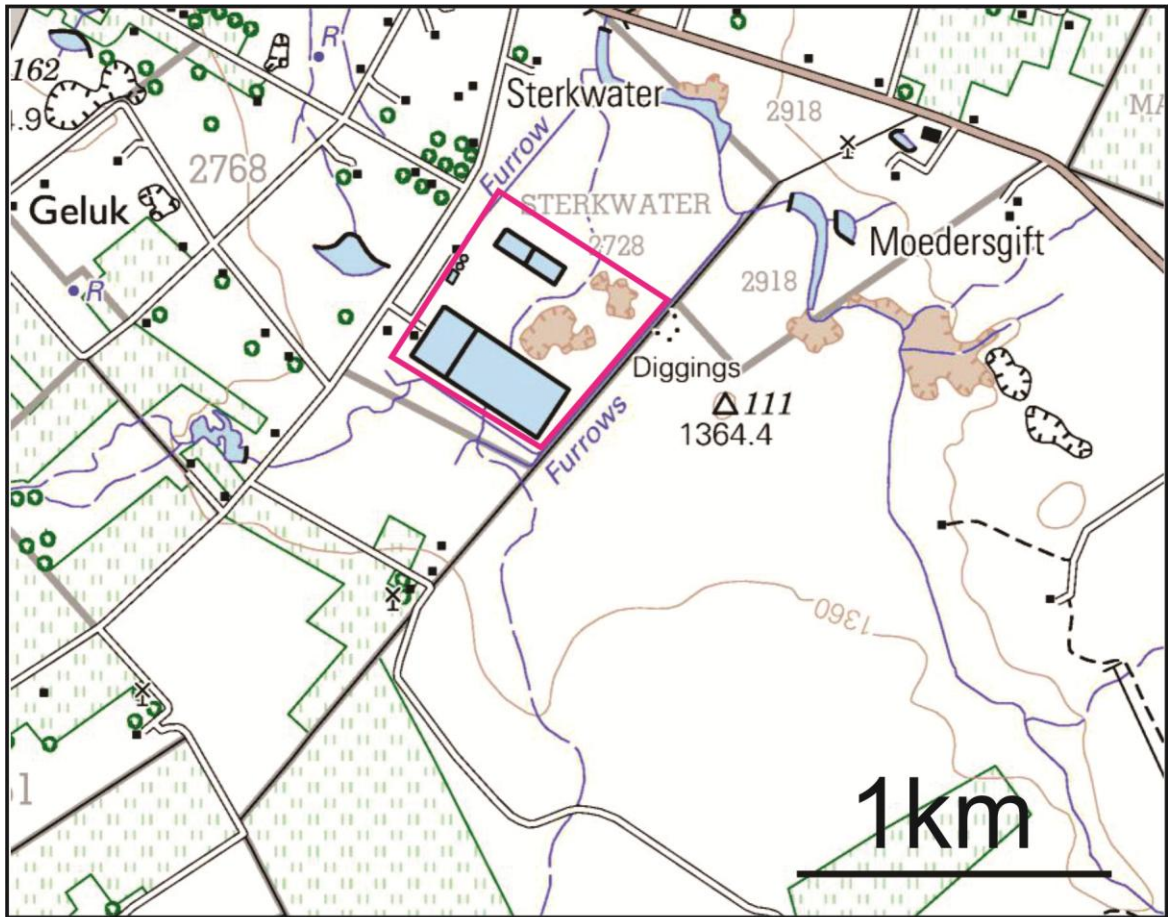 R
162
4.9
Sterkwater
2918
MA
Furrow
2768
STERKWATER
2728
Geluk
Moedersgift
2918
R
Diggings
111
1364.4
Furrows
1360
1
1km